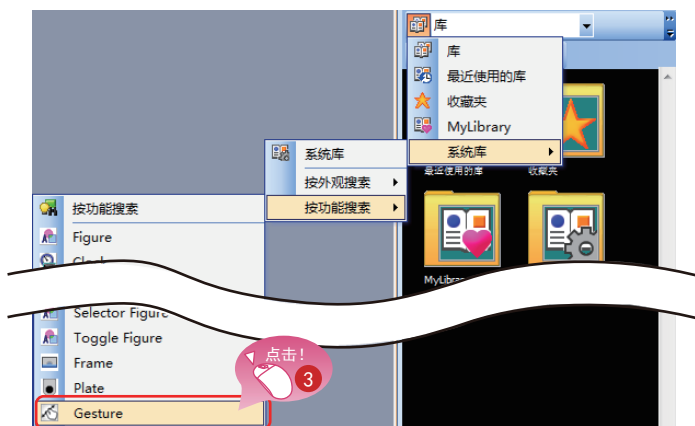 库
库
最近使用的库
收藏夹
MyLibrary
系统库
最近使用的库
收藏夹
系统库
按外观搜索
按功能搜索
按功能搜索
Figure
Clock
MyLibrary
Selector Figure
Toggle Figure
Frame
Plate
Gesture
点击!
3